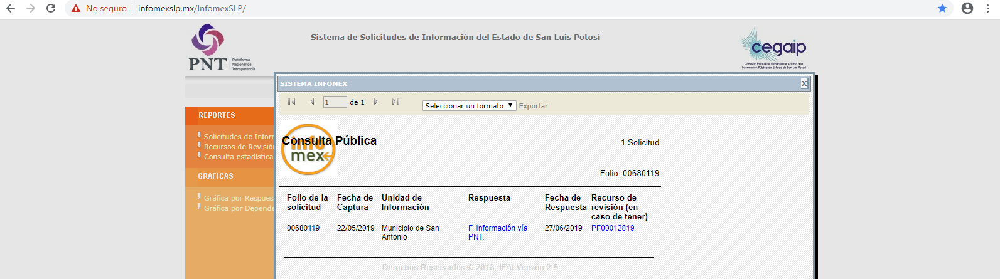 No seguro infomexslp.mx/InfomexSLP/
PNT Plataforma Nacional de Transparencia
Sistema de Solicitudes de Información del Estado de San Luis Potosí
cegaip
Comisión Estatal de Garantía de Acceso a la
Información Pública del Estado de San Luis Potosí
SISTEMA INFOMEX X
1 de 1 Seleccionar un formato Exportar
REPORTES
Solicitudes de Infor
Recursos de Revisió
Consulta estadística
GRAFICAS
Gráfica por Respues
Gráfica por Depende
Consulta Pública
info
mex
1 Solicitud
Folio: 00680119
Folio de la solicitud Fecha de Captura Unidad de Información Respuesta Fecha de Respuesta Recurso de revisión (en caso de tener)
00680119 22/05/2019 Municipio de San Antonio F. Información vía PNT. 27/06/2019 PF00012819
Derechos Reservados © 2018, IFAI Versión 2.5